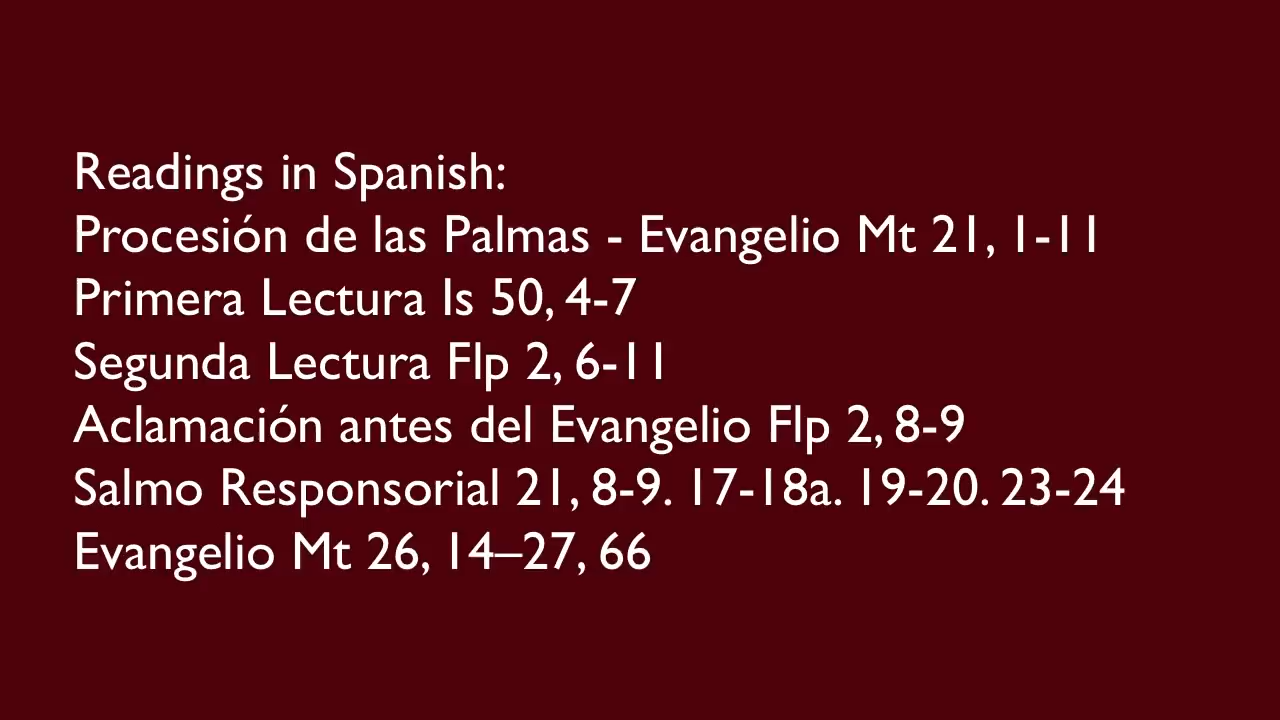 Readings in Spanish:
Procesión de las Palmas - Evangelio Mt 21, 1-11
Primera Lectura Is 50, 4-7
Segunda Lectura Flp 2, 6-11
Aclamación antes del Evangelio Flp 2, 8-9
Salmo Responsorial 21, 8-9. 17-18a. 19-20. 23-24
Evangelio Mt 26, 14–27, 66